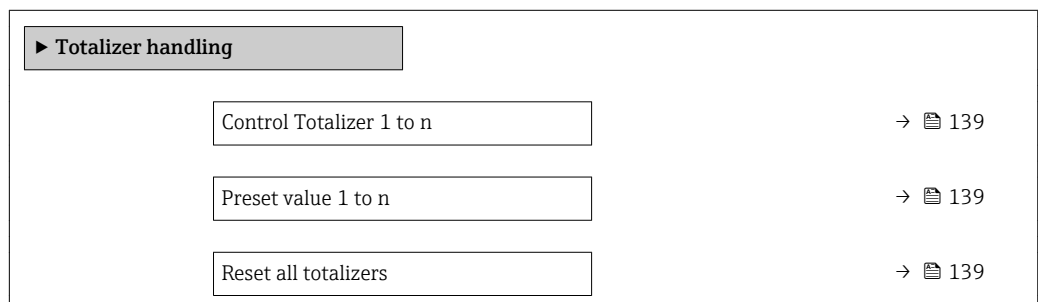 ► Totalizer handling
Control Totalizer 1 to n → 139
Preset value 1 to n → 139
Reset all totalizers → 139